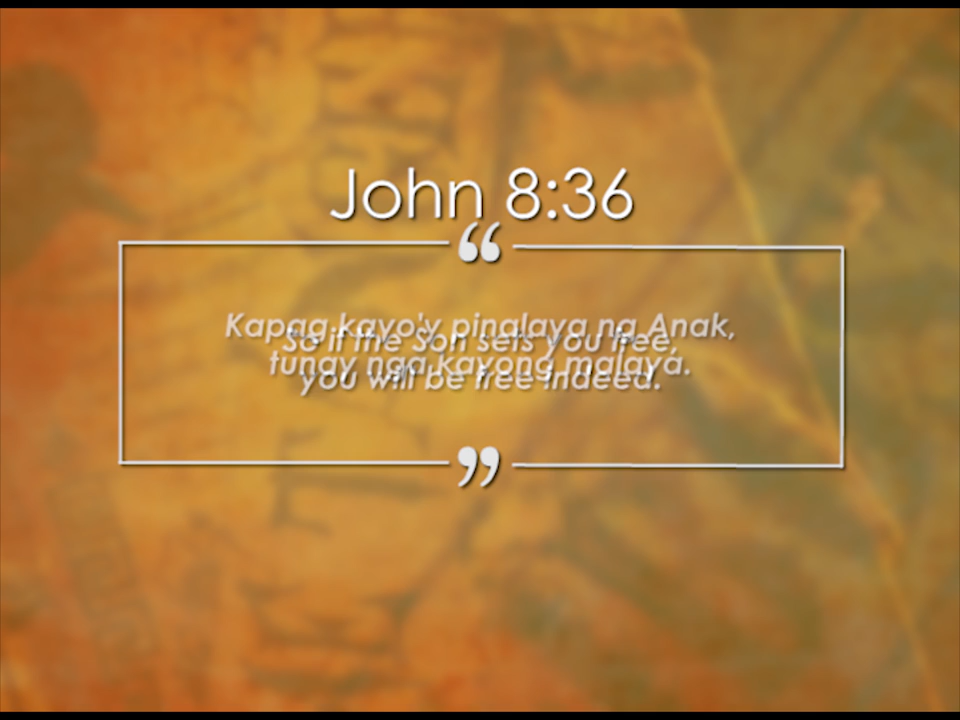 John 8:36
“
Kapag kayo'y pinalaya ng Anak,
So if the Son sets you free,
tunay nga kayong malaya.
you will be free indeed.
”